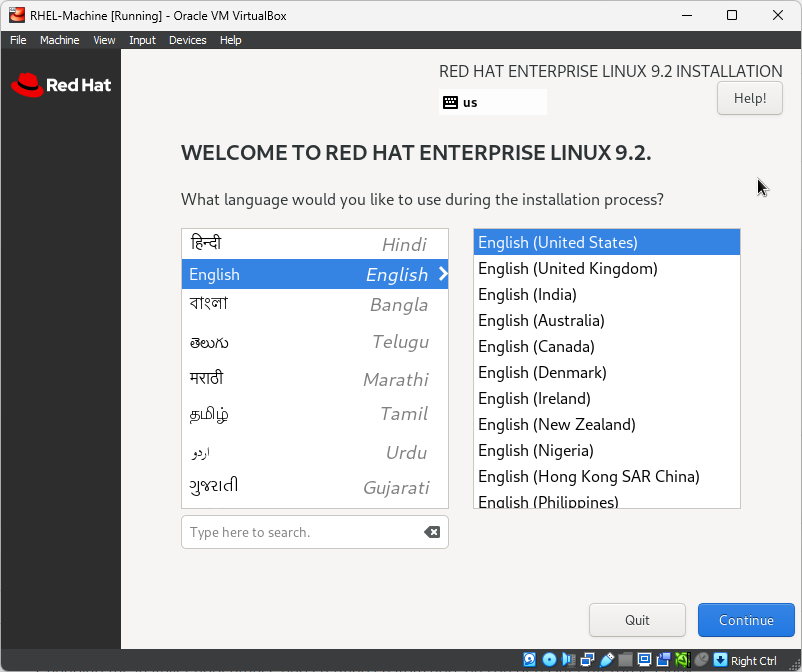 RHEL-Machine [Running] - Oracle VM VirtualBox
File Machine View Input Devices Help
Red Hat
RED HAT ENTERPRISE LINUX 9.2 INSTALLATION
us
Help!
WELCOME TO RED HAT ENTERPRISE LINUX 9.2.
What language would you like to use during the installation process?
हिन्दी Hindi
English English
বাংলা Bangla
తెలుగు Telugu
मराठी Marathi
தமிழ் Tamil
اردو Urdu
ગુજરાતી Gujarati
Type here to search.
English (United States)
English (United Kingdom)
English (India)
English (Australia)
English (Canada)
English (Denmark)
English (Ireland)
English (New Zealand)
English (Nigeria)
English (Hong Kong SAR China)
English (Philippines)
Quit
Continue
Right Ctrl